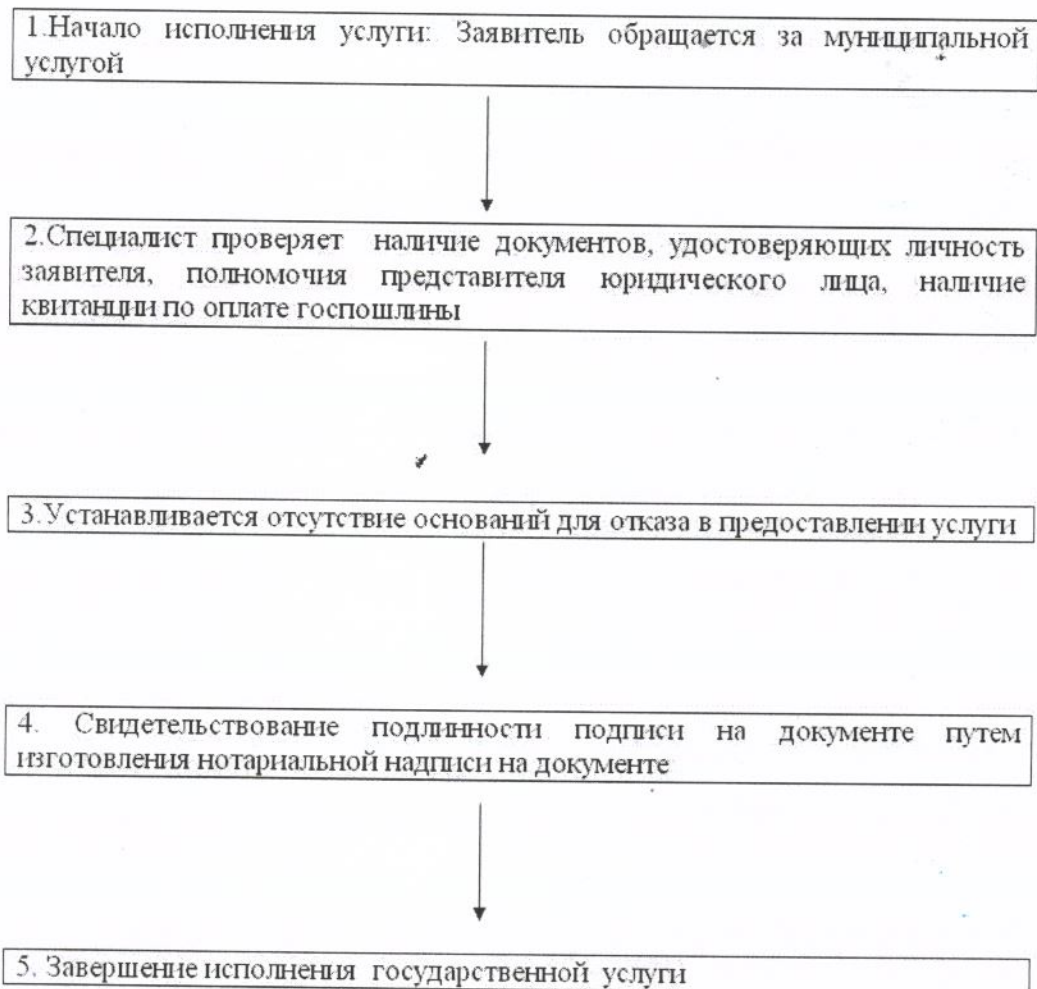 1.Начало исполнения услуги: Заявитель обращается за муниципальной
услугой
2.Специалист проверяет наличие документов, удостоверяющих личность
заявителя, полномочия представителя юридического лица, наличие
квитанции по оплате госпошлины
3.Устанавливается отсутствие оснований для отказа в предоставлении услуги
4. Свидетельствование подлинности подписи на документе путем
изготовления нотариальной надписи на документе
5. Завершение исполнения государственной услуги